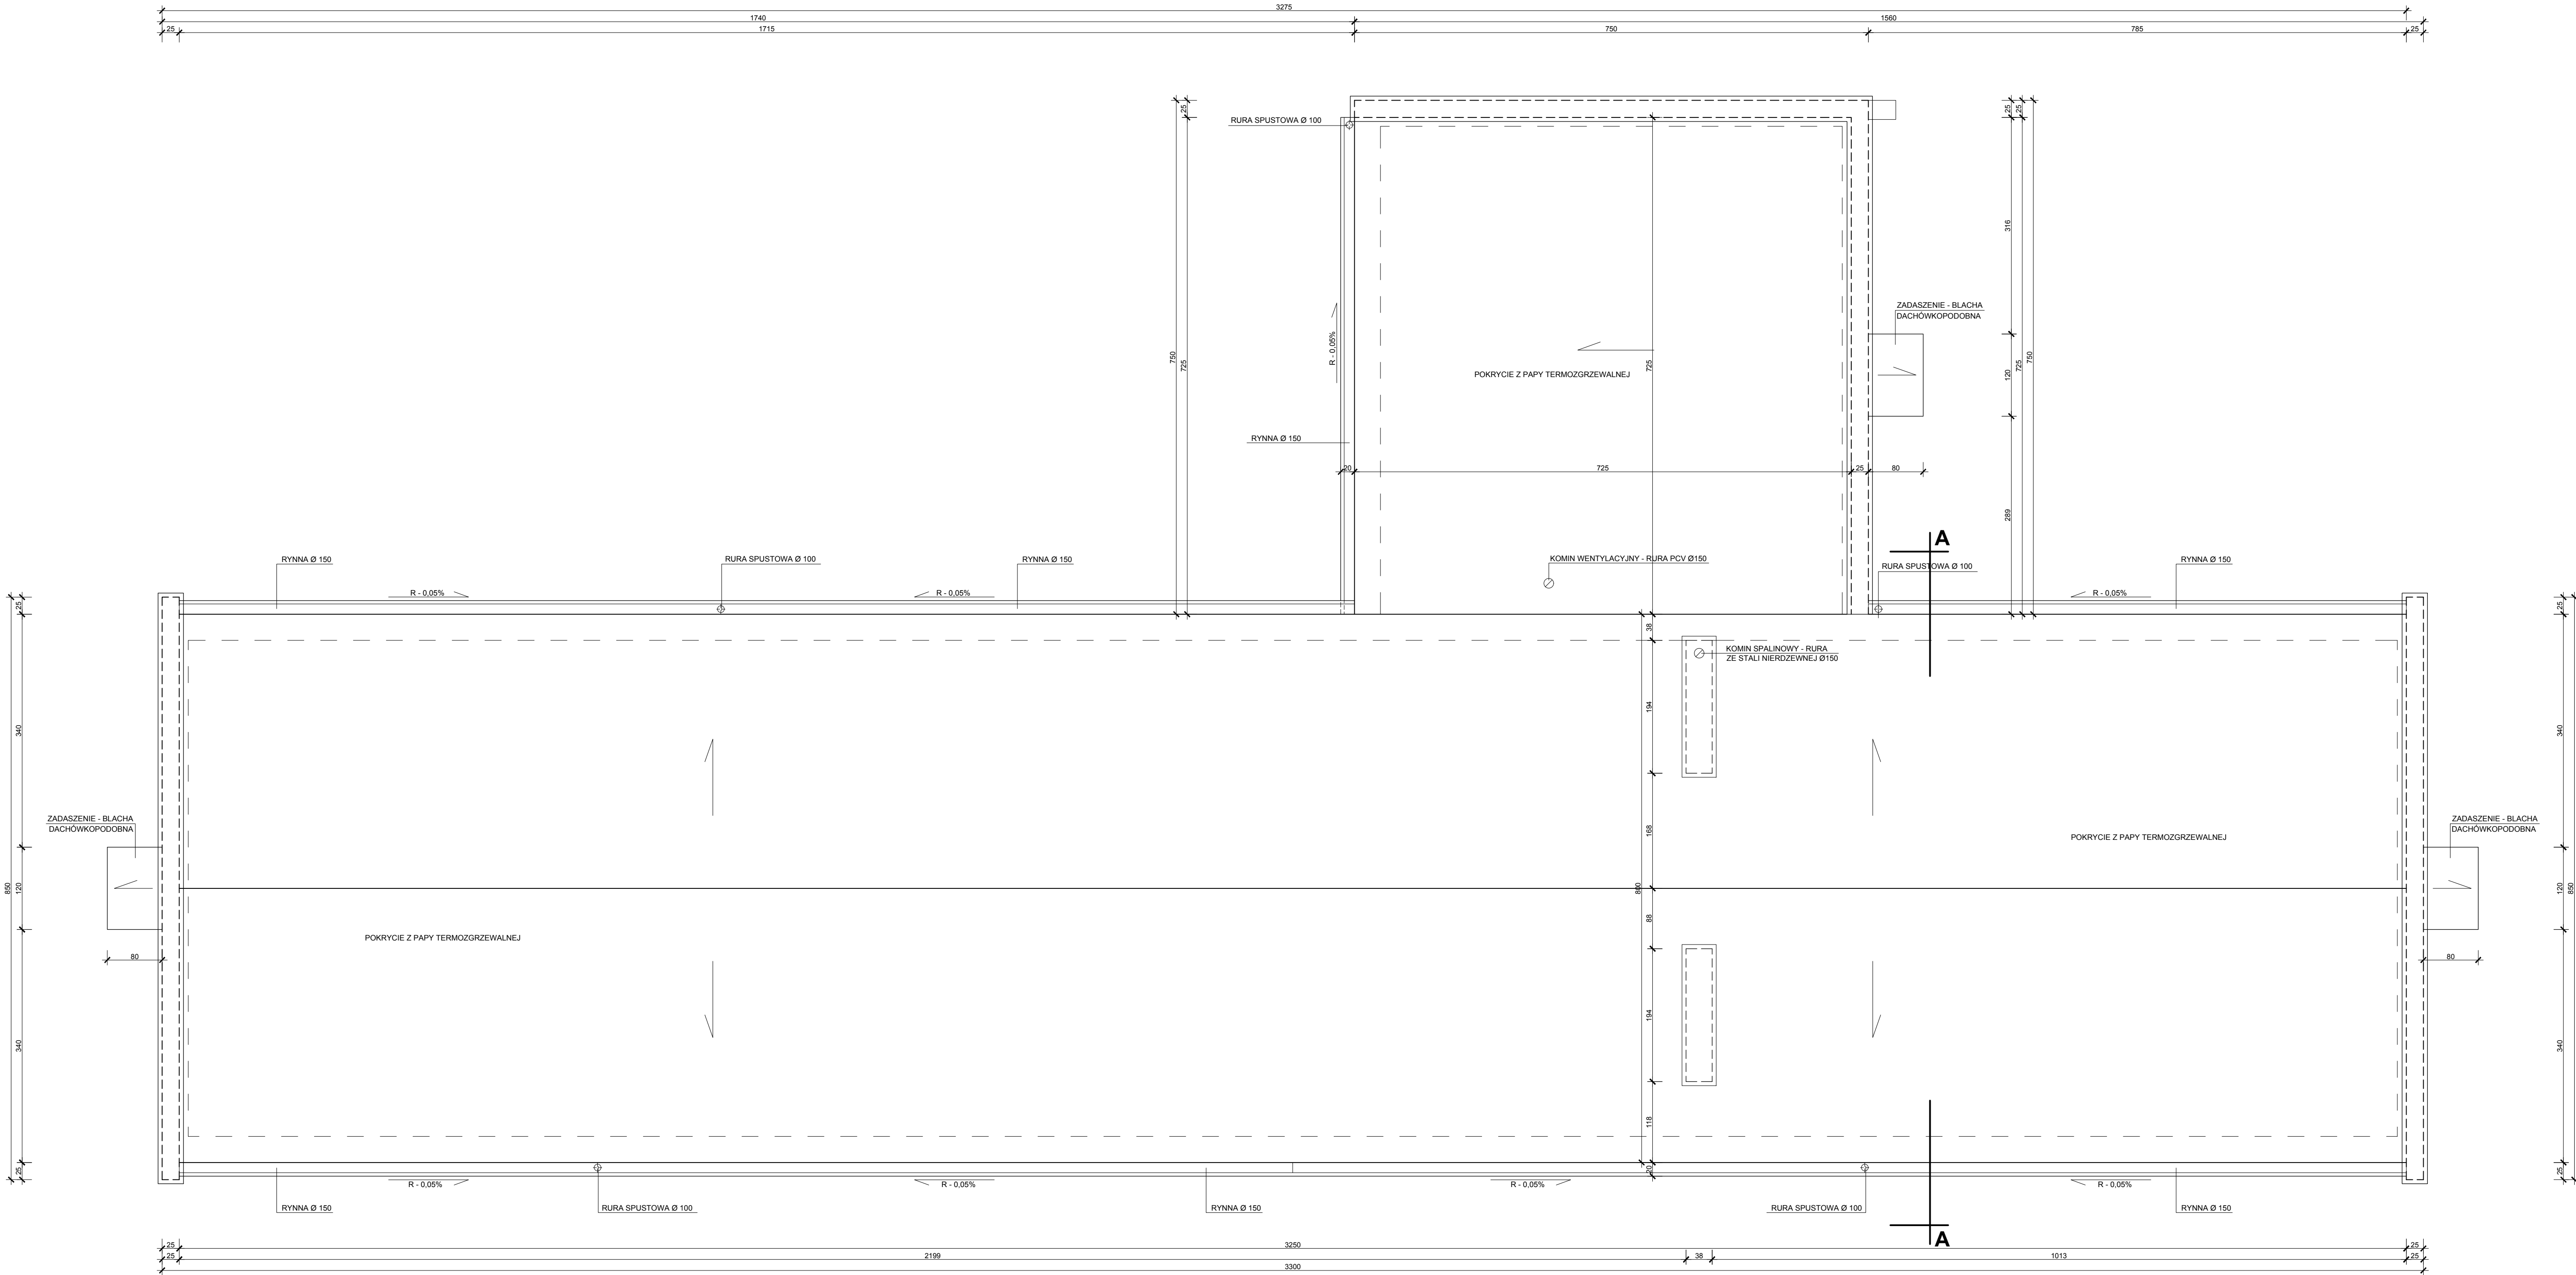 3275
1740
1560
25
1715
750
785
25
25
750
725
RURA SPUSTOWA Ø 100
25
25
316
ZADASZENIE - BLACHA
DACHÓWKOPODOBNA
R - 0,05%
725
120
725
750
POKRYCIE Z PAPY TERMOZGRZEWALNEJ
RYNNA Ø 150
20
725
25
80
289
A
RYNNA Ø 150
RURA SPUSTOWA Ø 100
RYNNA Ø 150
KOMIN WENTYLACYJNY - RURA PCV Ø150
RURA SPUSTOWA Ø 100
RYNNA Ø 150
R - 0,05%
R - 0,05%
R - 0,05%
25
25
38
KOMIN SPALINOWY - RURA
ZE STALI NIERDZEWNEJ Ø150
340
194
340
ZADASZENIE - BLACHA
DACHÓWKOPODOBNA
168
POKRYCIE Z PAPY TERMOZGRZEWALNEJ
ZADASZENIE - BLACHA
DACHÓWKOPODOBNA
850
120
800
120
850
88
POKRYCIE Z PAPY TERMOZGRZEWALNEJ
80
80
340
194
340
118
25
20
25
R - 0,05%
R - 0,05%
R - 0,05%
R - 0,05%
RYNNA Ø 150
RURA SPUSTOWA Ø 100
RYNNA Ø 150
RURA SPUSTOWA Ø 100
RYNNA Ø 150
A
25
3250
25
25
2199
38
1013
25
3300